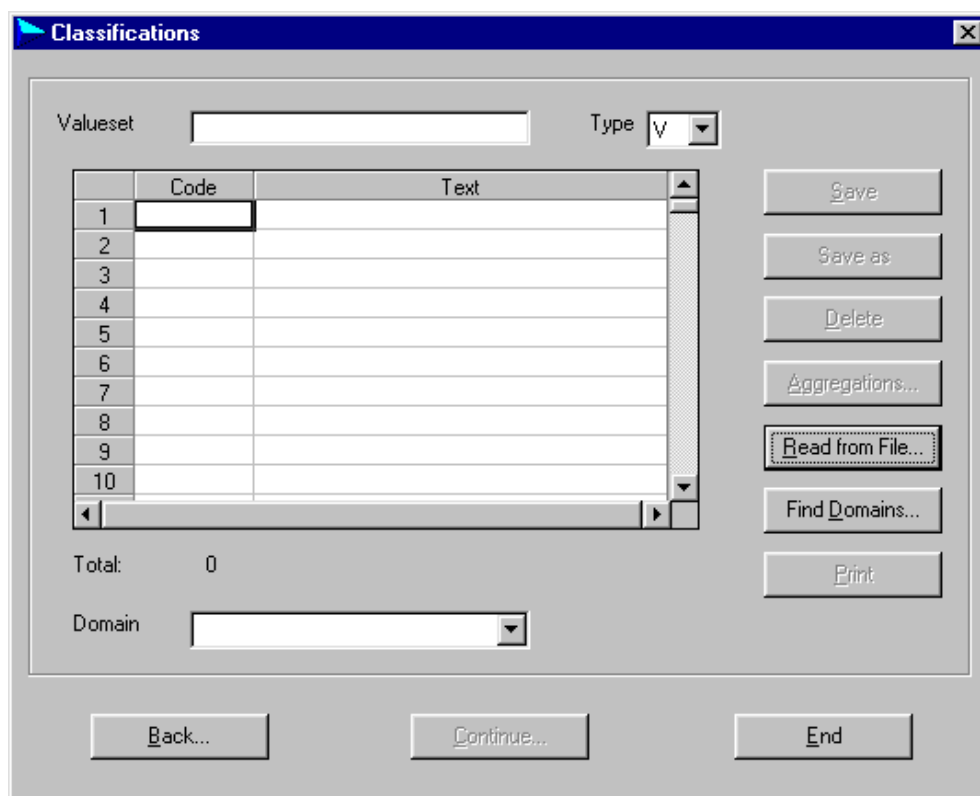 Classifications
Valueset Type V
Code Text
1
2
3
4
5
6
7
8
9
10
Save
Save as
Delete
Aggregations...
Read from File...
Find Domains...
Print
Total: 0
Domain
Back... Continue... End